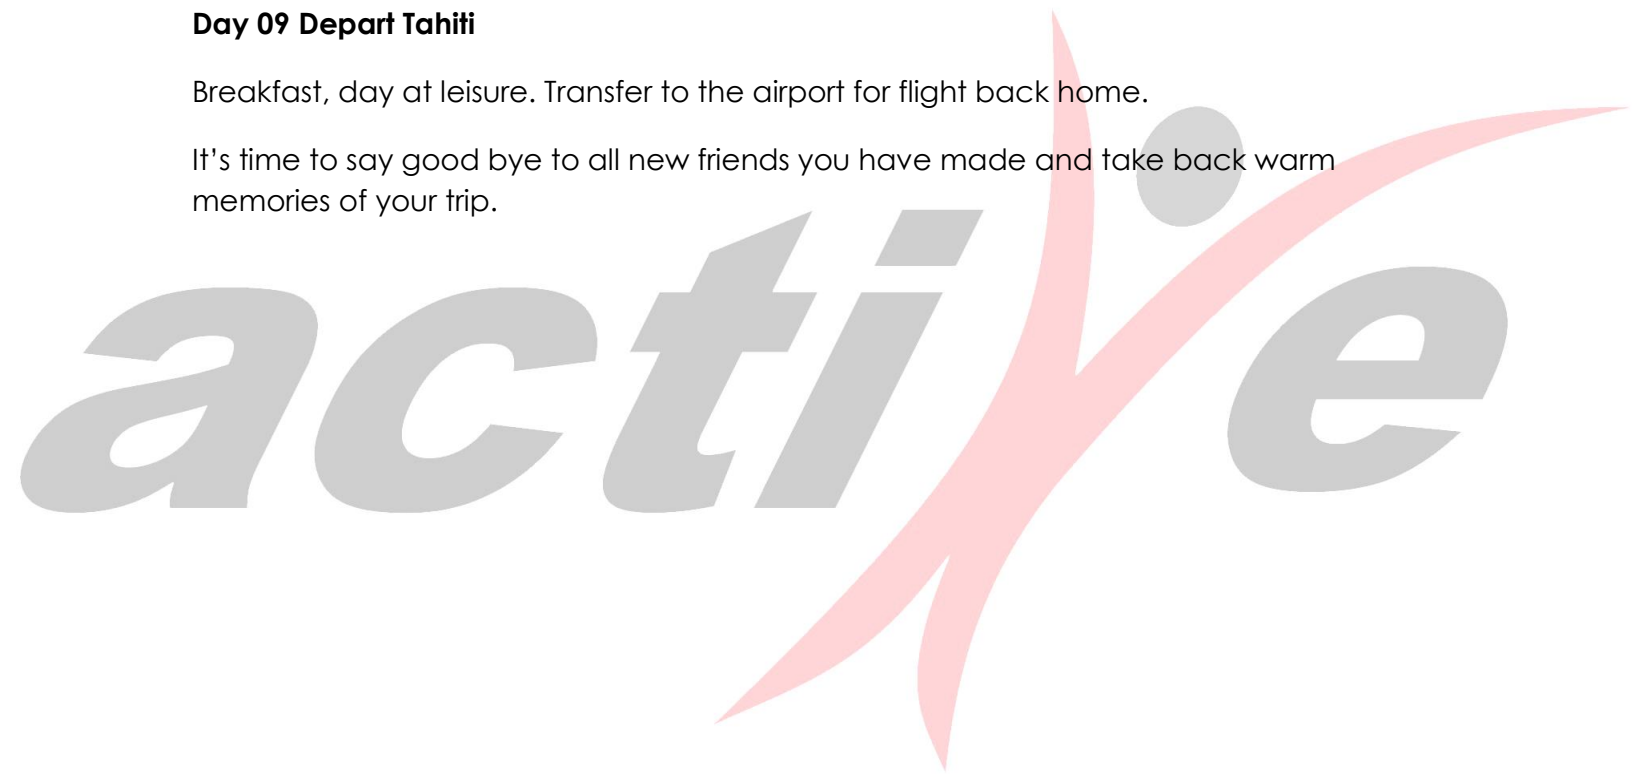 Day 09 Depart Tahiti
Breakfast, day at leisure. Transfer to the airport for flight back home.
It's time to say good bye to all new friends you have made and take back warm
memories of your trip.
active